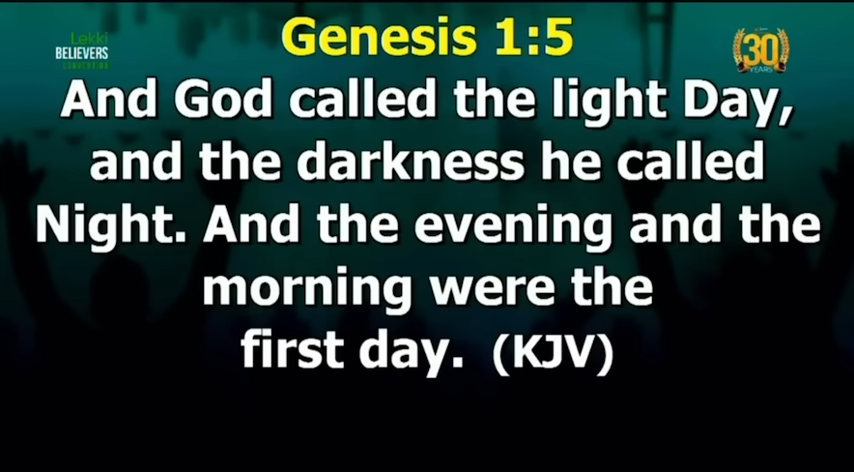 Lekki
BELIEVERS
CONVENTION
30
YEARS
Genesis 1:5
And God called the light Day,
and the darkness he called
Night. And the evening and the
morning were the
first day. (KJV)